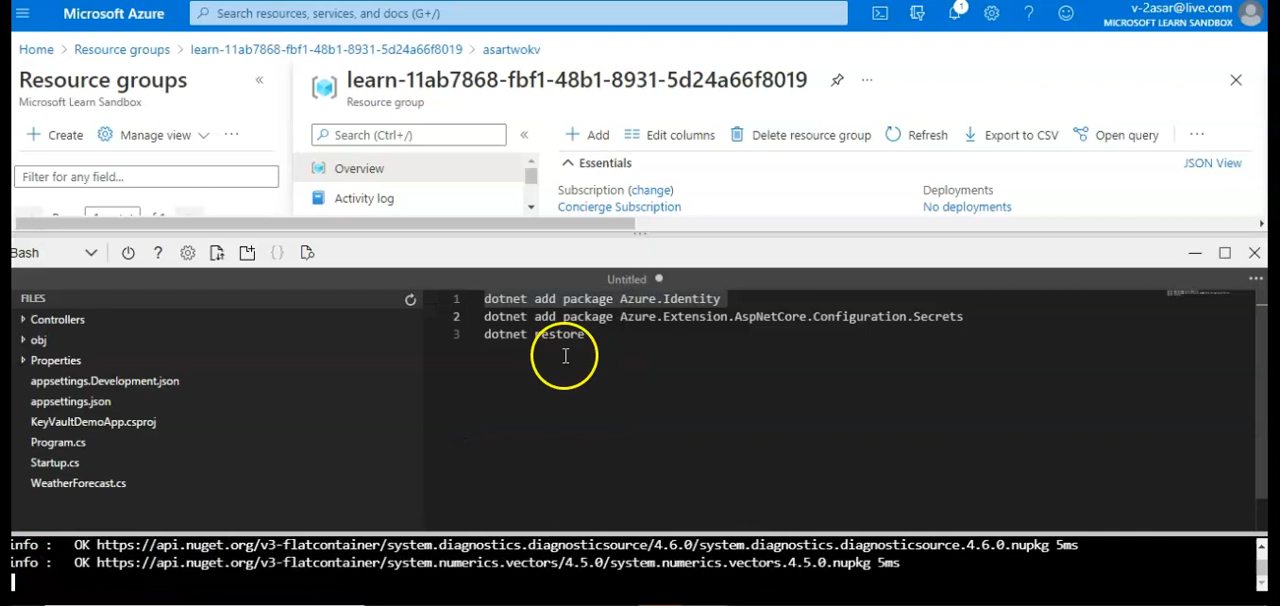 Microsoft Azure
Search resources, services, and docs (G+/)
1
v-2asar@live.com
MICROSOFT LEARN SANDBOX
Home > Resource groups > learn-11ab7868-fbf1-48b1-8931-5d24a66f8019 > asartwokv
Resource groups
Microsoft Learn Sandbox
Create
Manage view
Filter for any field...
learn-11ab7868-fbf1-48b1-8931-5d24a66f8019
Resource group
Search (Ctrl+/)
Overview
Activity log
Add
Edit columns
Delete resource group
Refresh
Export to CSV
Open query
Essentials
JSON View
Subscription (change)
Concierge Subscription
Deployments
No deployments
Bash
Untitled
FILES
Controllers
obj
Properties
appsettings.Development.json
appsettings.json
KeyVaultDemoApp.csproj
Program.cs
Startup.cs
WeatherForecast.cs
1 dotnet add package Azure.Identity
2 dotnet add package Azure.Extension.AspNetCore.Configuration.Secrets
3 dotnet restore
info : OK https://api.nuget.org/v3-flatcontainer/system.diagnostics.diagnosticsource/4.6.0/system.diagnostics.diagnosticsource.4.6.0.nupkg 5ms
info : OK https://api.nuget.org/v3-flatcontainer/system.numerics.vectors/4.5.0/system.numerics.vectors.4.5.0.nupkg 5ms